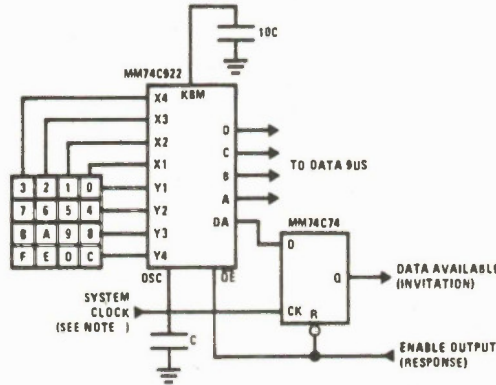 10C
MM74C922
KBM
X4
X3
X2
X1
Y1
Y2
Y3
Y4
D
C
B
A
DA
TO DATA 9US
3 2 1 0
7 6 5 4
B A 9 8
F E D C
OSC
OE
MM74C74
D
Q
CK
R
DATA AVAILABLE
(INVITATION)
SYSTEM
CLOCK
(SEE NOTE )
C
ENABLE OUTPUT
(RESPONSE)